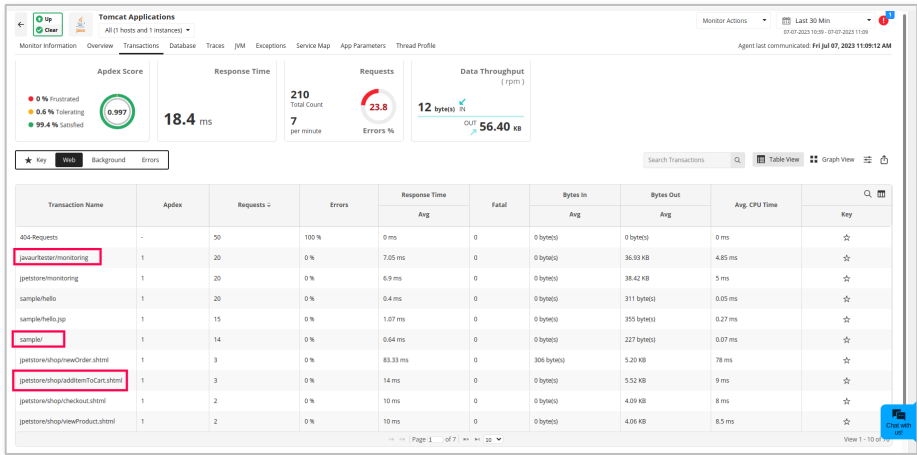 Up
Clear
Java
Tomcat Applications
All (1 hosts and 1 instances)
Monitor Actions
Last 30 Min
07-07-2023 10:39 - 07-07-2023 11:09
1
Monitor Information Overview Transactions Database Traces JVM Exceptions Service Map App Parameters Thread Profile
Agent last communicated: Fri Jul 07, 2023 11:09:12 AM
Apdex Score
0 % Frustrated
0.6 % Tolerating
99.4 % Satisfied
0.997
Response Time
18.4 ms
Requests
210
Total Count
7
per minute
23.8
Errors %
Data Throughput
(rpm)
12 byte(s) IN
OUT 56.40 KB
Key Web Background Errors
Search Transactions
Table View Graph View
Transaction Name Apdex Requests Errors Response Time Fatal Bytes In Bytes Out Avg. CPU Time
Avg Avg Avg Key
404-Requests - 50 100 % 0 ms 0 0 byte(s) 0 byte(s) 0 ms
javaurltester/monitoring 1 20 0 % 7.05 ms 0 0 byte(s) 36.93 KB 4.85 ms
jpetstore/monitoring 1 20 0 % 6.9 ms 0 0 byte(s) 38.42 KB 5 ms
sample/hello 1 20 0 % 0.4 ms 0 0 byte(s) 311 byte(s) 0.05 ms
sample/hello.jsp 1 15 0 % 1.07 ms 0 0 byte(s) 355 byte(s) 0.27 ms
sample/ 1 14 0 % 0.64 ms 0 0 byte(s) 227 byte(s) 0.07 ms
jpetstore/shop/newOrder.shtml 1 3 0 % 83.33 ms 0 306 byte(s) 5.20 KB 78 ms
jpetstore/shop/addItemToCart.shtml 1 3 0 % 14 ms 0 0 byte(s) 5.52 KB 9 ms
jpetstore/shop/checkout.shtml 1 2 0 % 10 ms 0 0 byte(s) 4.09 KB 8 ms
jpetstore/shop/viewProduct.shtml 1 2 0 % 10 ms 0 0 byte(s) 4.06 KB 8.5 ms
Page 1 of 7 10
View 1 - 10 of
Chat with us!